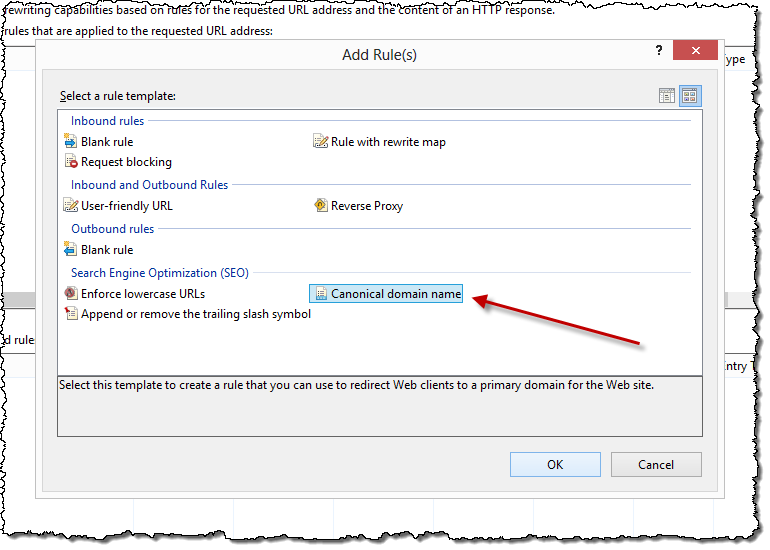 rewriting capabilities based on rules for the requested URL address and the content of an HTTP response.
rules that are applied to the requested URL address:
Add Rule(s)
?
Type
Select a rule template:
Inbound rules
Blank rule
Rule with rewrite map
Request blocking
Inbound and Outbound Rules
User-friendly URL
Reverse Proxy
Outbound rules
Blank rule
Search Engine Optimization (SEO)
Enforce lowercase URLs
Canonical domain name
Append or remove the trailing slash symbol
d rule
Entry T
Select this template to create a rule that you can use to redirect Web clients to a primary domain for the Web site.
OK
Cancel